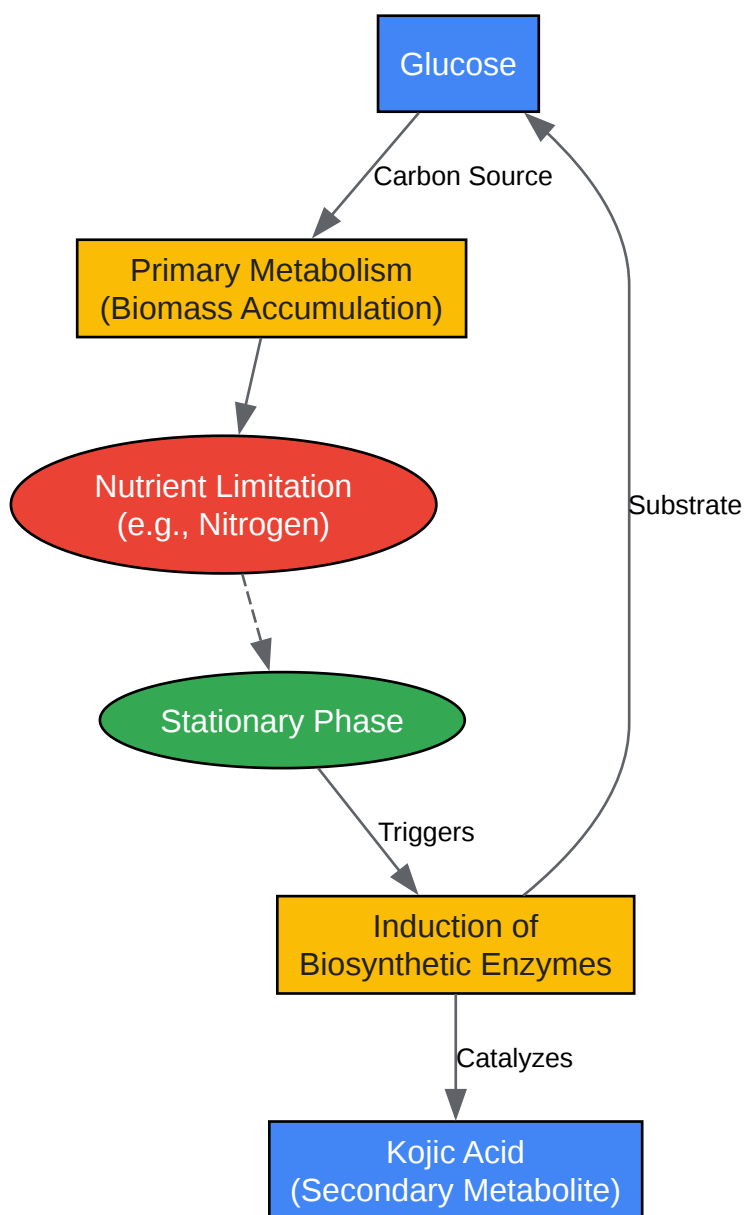 Glucose
Carbon Source
Primary Metabolism
(Biomass Accumulation)
Nutrient Limitation
(e.g., Nitrogen)
Substrate
Stationary Phase
Triggers
Induction of
Biosynthetic Enzymes
Catalyzes
Kojic Acid
(Secondary Metabolite)